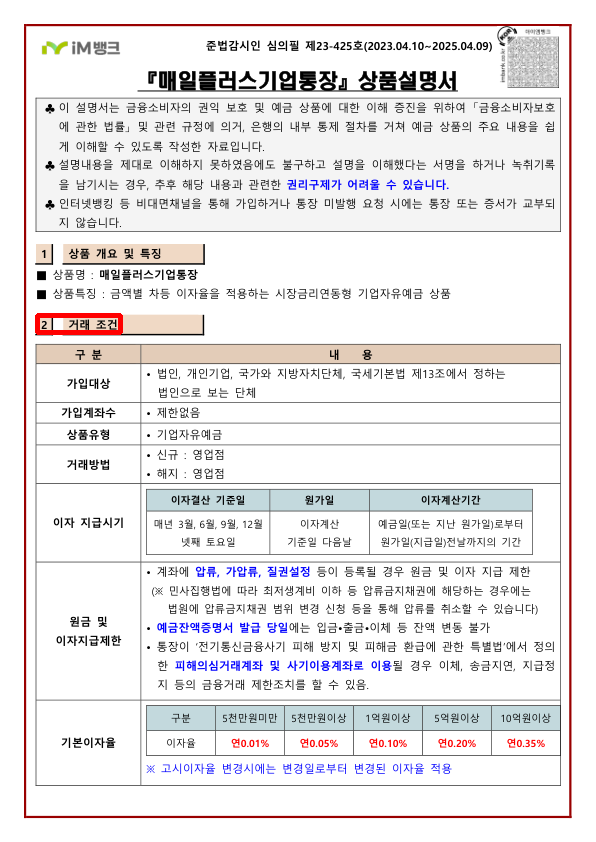 iM뱅크
준법감시인 심의필 제23-425호(2023.04.10~2025.04.09)
아이엠뱅크
imbank.co.kr
『매일플러스기업통장』 상품설명서
♣ 이 설명서는 금융소비자의 권익 보호 및 예금 상품에 대한 이해 증진을 위하여 「금융소비자보호
에 관한 법률」 및 관련 규정에 의거, 은행의 내부 통제 절차를 거쳐 예금 상품의 주요 내용을 쉽
게 이해할 수 있도록 작성한 자료입니다.
♣ 설명내용을 제대로 이해하지 못하였음에도 불구하고 설명을 이해했다는 서명을 하거나 녹취기록
을 남기시는 경우, 추후 해당 내용과 관련한 권리구제가 어려울 수 있습니다.
♣ 인터넷뱅킹 등 비대면채널을 통해 가입하거나 통장 미발행 요청 시에는 통장 또는 증서가 교부되
지 않습니다.
1 상품 개요 및 특징
■ 상품명 : 매일플러스기업통장
■ 상품특징 : 금액별 차등 이자율을 적용하는 시장금리연동형 기업자유예금 상품
2 거래 조건
구 분 내 용
가입대상
• 법인, 개인기업, 국가와 지방자치단체, 국세기본법 제13조에서 정하는
법인으로 보는 단체
가입계좌수 • 제한없음
상품유형 • 기업자유예금
거래방법
• 신규 : 영업점
• 해지 : 영업점
이자 지급시기
이자결산 기준일 원가일 이자계산기간
매년 3월, 6월, 9월, 12월 이자계산 예금일(또는 지난 원가일)로부터
넷째 토요일 기준일 다음날 원가일(지급일)전날까지의 기간
원금 및
이자지급제한
• 계좌에 압류, 가압류, 질권설정 등이 등록될 경우 원금 및 이자 지급 제한
(※ 민사집행법에 따라 최저생계비 이하 등 압류금지채권에 해당하는 경우에는
법원에 압류금지채권 범위 변경 신청 등을 통해 압류를 취소할 수 있습니다)
• 예금잔액증명서 발급 당일에는 입금•출금•이체 등 잔액 변동 불가
• 통장이 '전기통신금융사기 피해 방지 및 피해금 환급에 관한 특별법'에서 정의
한 피해의심거래계좌 및 사기이용계좌로 이용될 경우 이체, 송금지연, 지급정
지 등의 금융거래 제한조치를 할 수 있음.
기본이자율
구분 5천만원미만 5천만원이상 1억원이상 5억원이상 10억원이상
이자율 연0.01% 연0.05% 연0.10% 연0.20% 연0.35%
※ 고시이자율 변경시에는 변경일로부터 변경된 이자율 적용